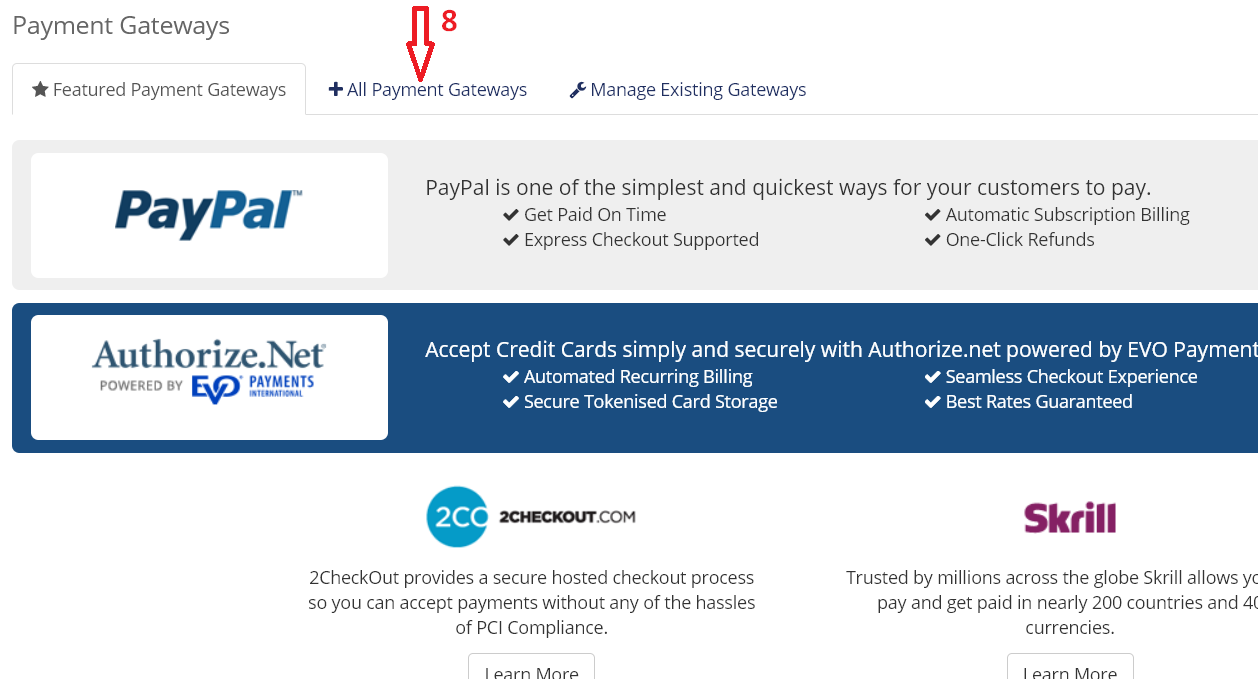 Payment Gateways
8
Featured Payment Gateways
All Payment Gateways
Manage Existing Gateways
PayPal™
PayPal is one of the simplest and quickest ways for your customers to pay.
Get Paid On Time
Automatic Subscription Billing
Express Checkout Supported
One-Click Refunds
Authorize.Net®
POWERED BY EVO® PAYMENTS INTERNATIONAL
Accept Credit Cards simply and securely with Authorize.net powered by EVO Payment
Automated Recurring Billing
Seamless Checkout Experience
Secure Tokenised Card Storage
Best Rates Guaranteed
2CO 2CHECKOUT.COM
2CheckOut provides a secure hosted checkout process
so you can accept payments without any of the hassles
of PCI Compliance.
Learn More
Skrill
Trusted by millions across the globe Skrill allows
pay and get paid in nearly 200 countries and
currencies.
Learn More